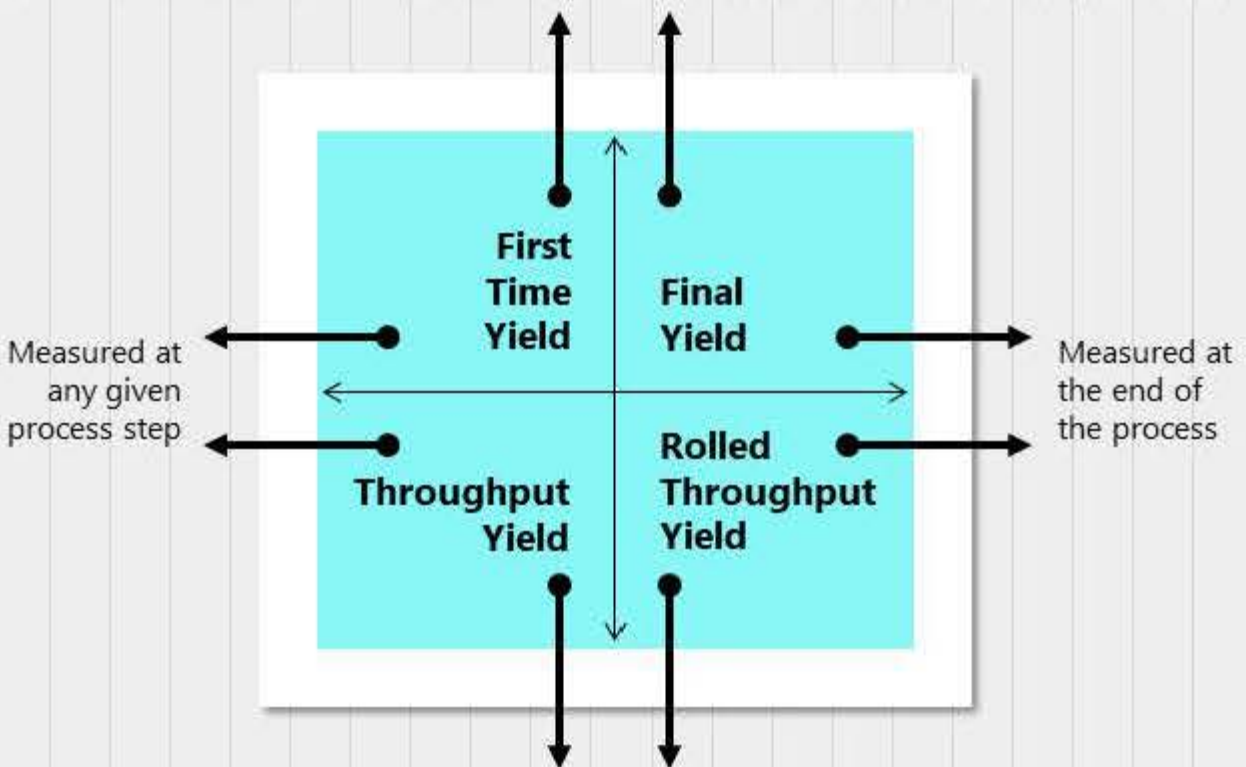 First
Time
Yield
Final
Yield
Measured at
any given
process step
Measured at
the end of
the process
Throughput
Yield
Rolled
Throughput
Yield